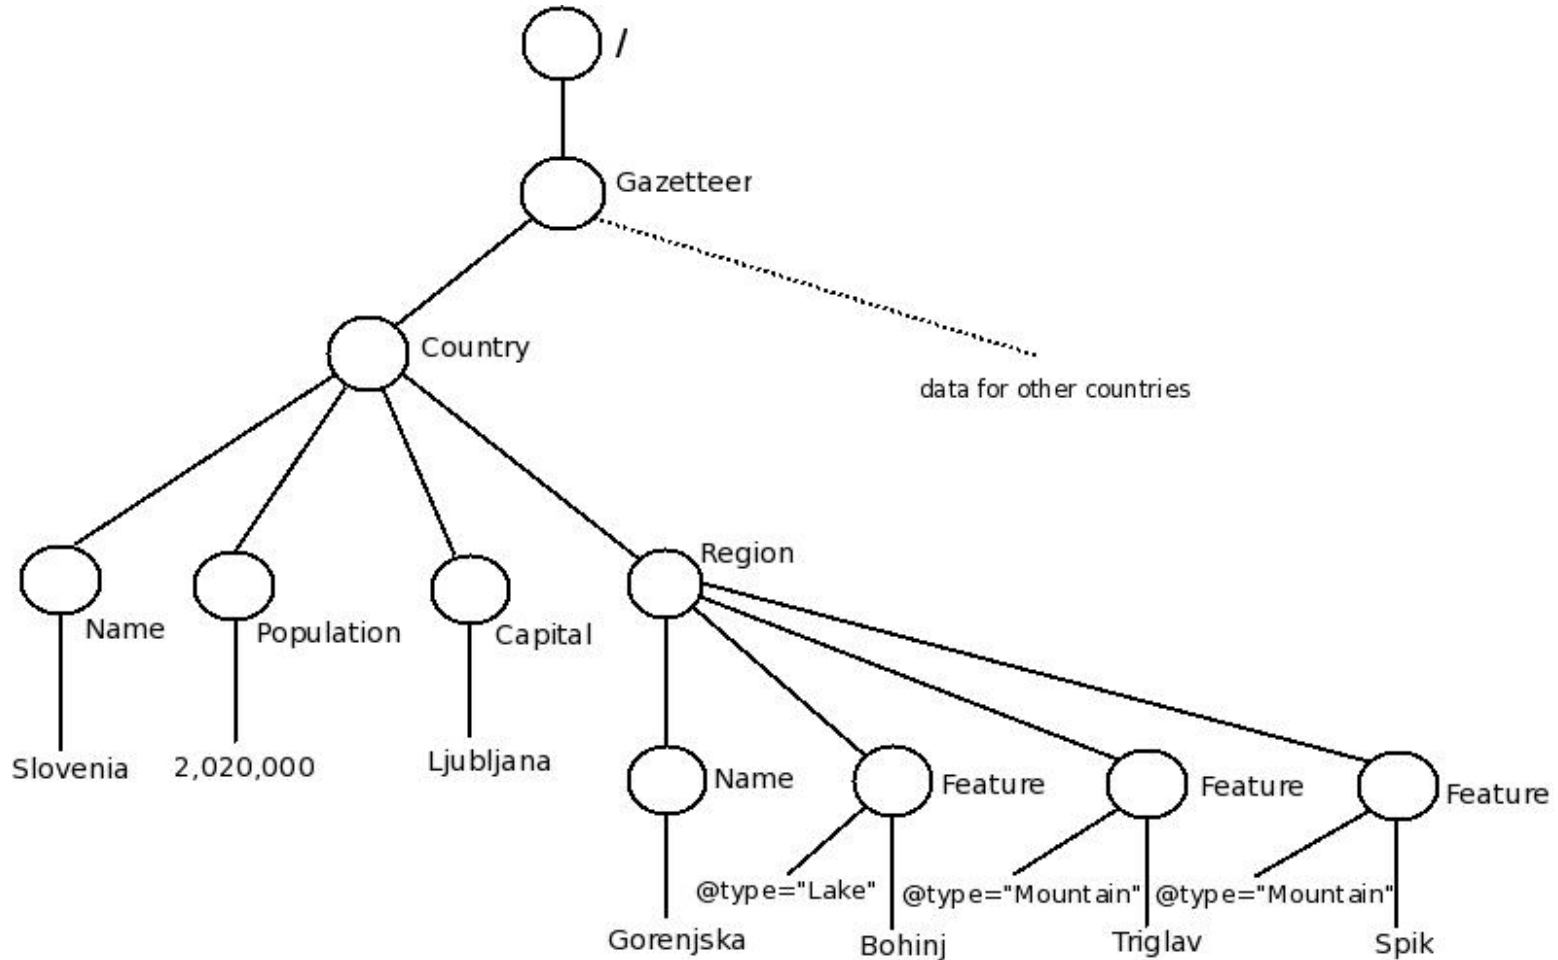 /
Gazetteer
Country
data for other countries
Region
Name
Population
Capital
Slovenia
2,020,000
Ljubljana
Name
Feature
Feature
Feature
@type="Lake"
@type="Mountain"
@type="Mountain"
Gorenjska
Bohinj
Triglav
Spik